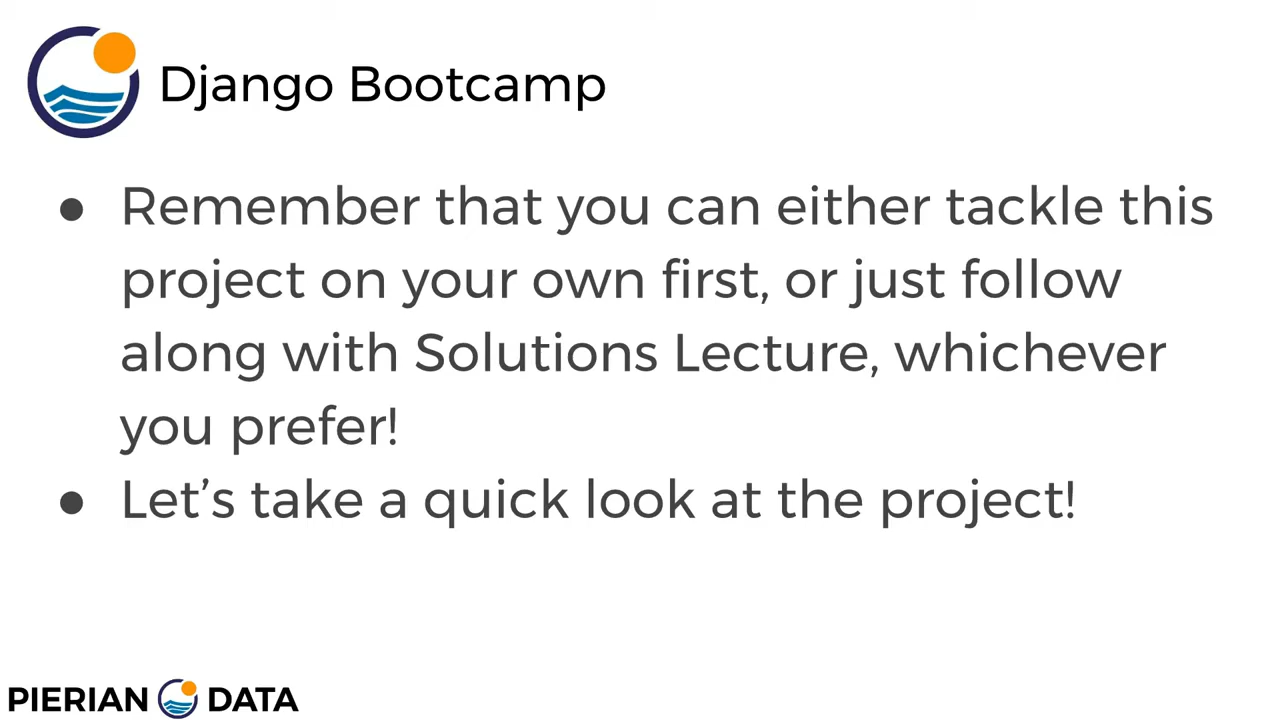 Django Bootcamp
● Remember that you can either tackle this
project on your own first, or just follow
along with Solutions Lecture, whichever
you prefer!
● Let’s take a quick look at the project!
PIERIAN DATA